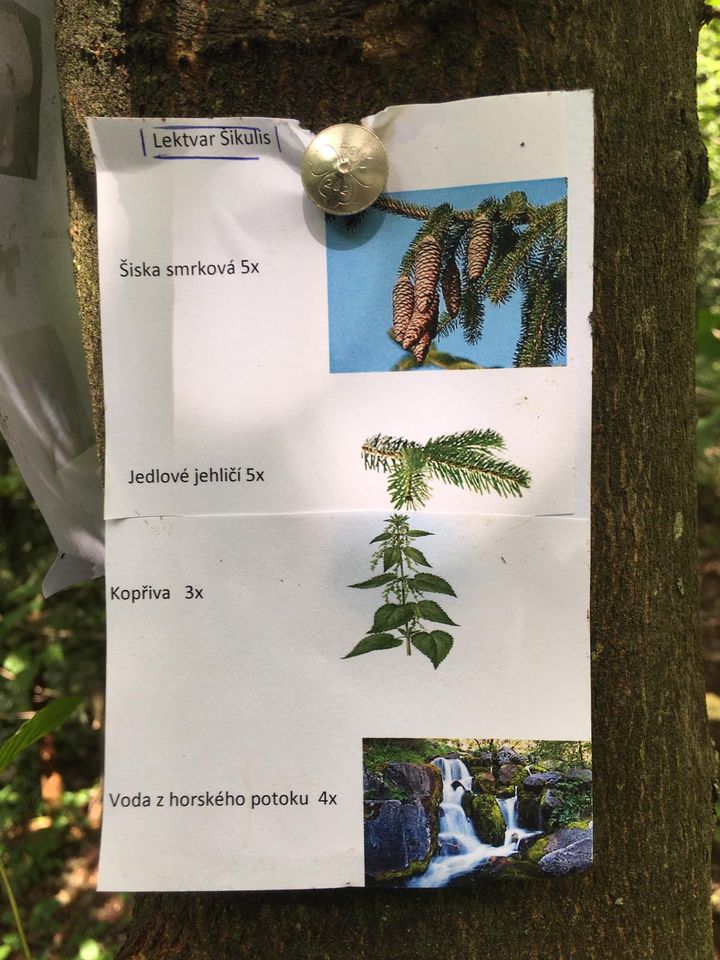 Lektvar Šikulis
Šiska smrková 5x
Jedlové jehličí 5x
Kopřiva 3x
Voda z horského potoku 4x